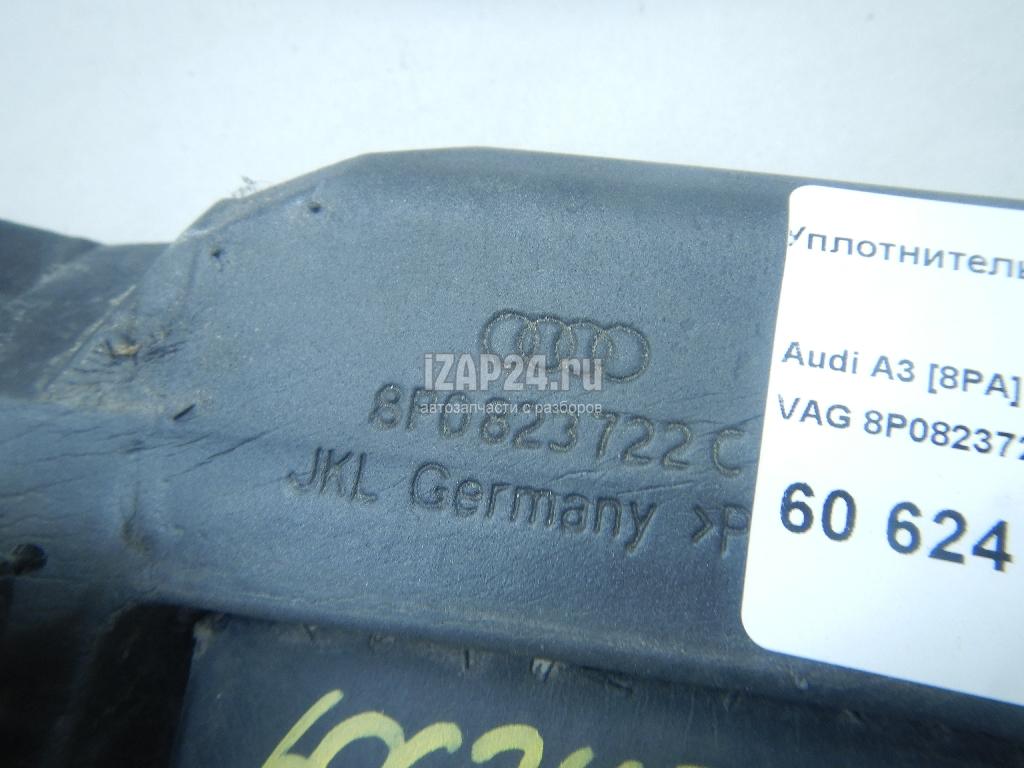 iZAP24.ru
автозапчасти с разборов
8P0823722 C
JKL Germany >P
Уплотнитель
Audi A3 [8PA]
VAG 8P082372
60 624